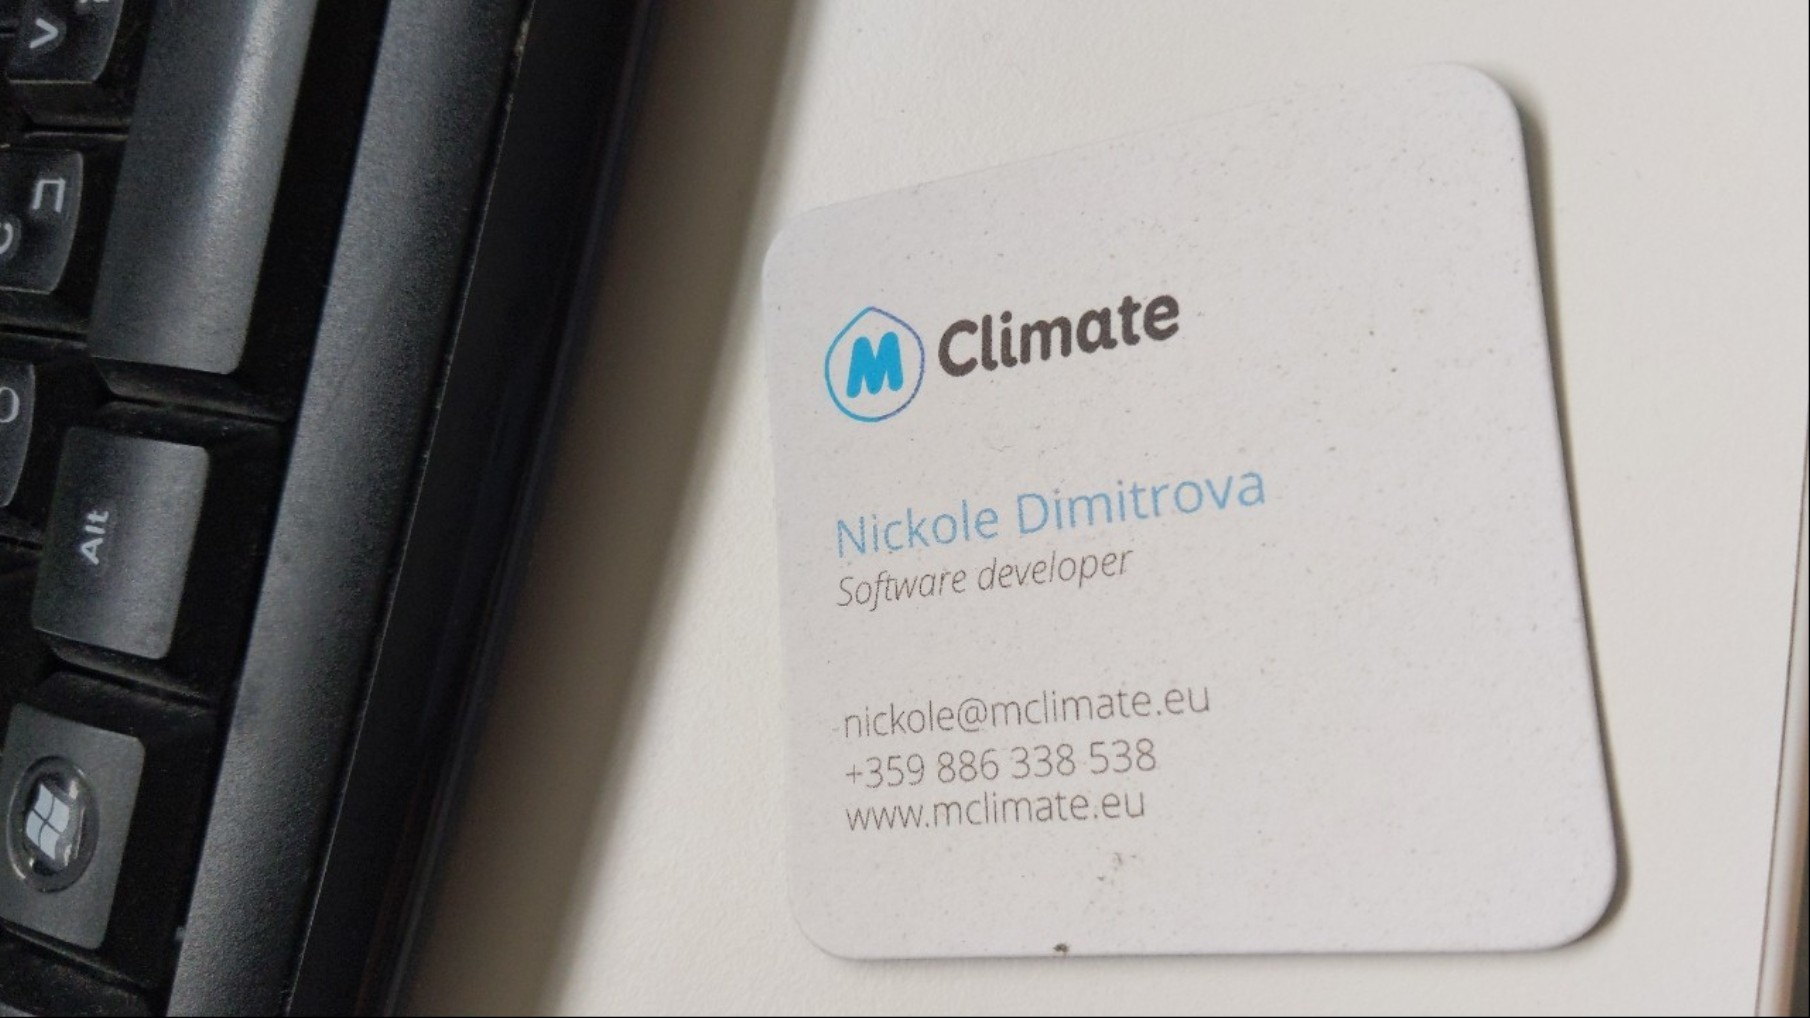 M Climate
Nickole Dimitrova
Software developer
nickole@mclimate.eu
+359 886 338 538
www.mclimate.eu
Alt